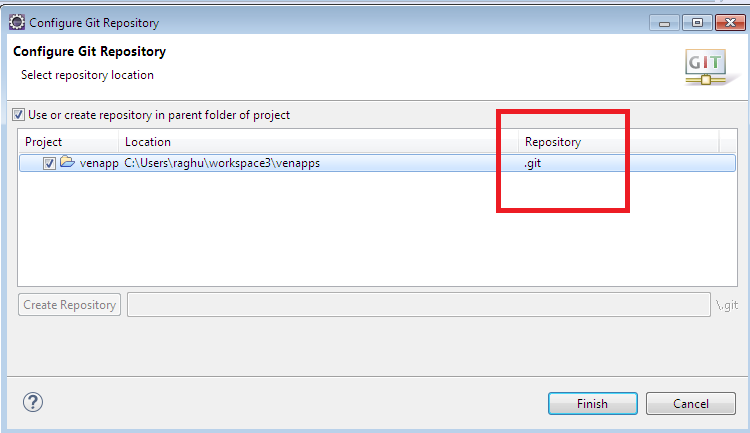 Configure Git Repository
Configure Git Repository
Select repository location
GIT
Use or create repository in parent folder of project
Project Location Repository
venapp C:\Users\raghu\workspace3\venapps .git
Create Repository \.git
? Finish Cancel